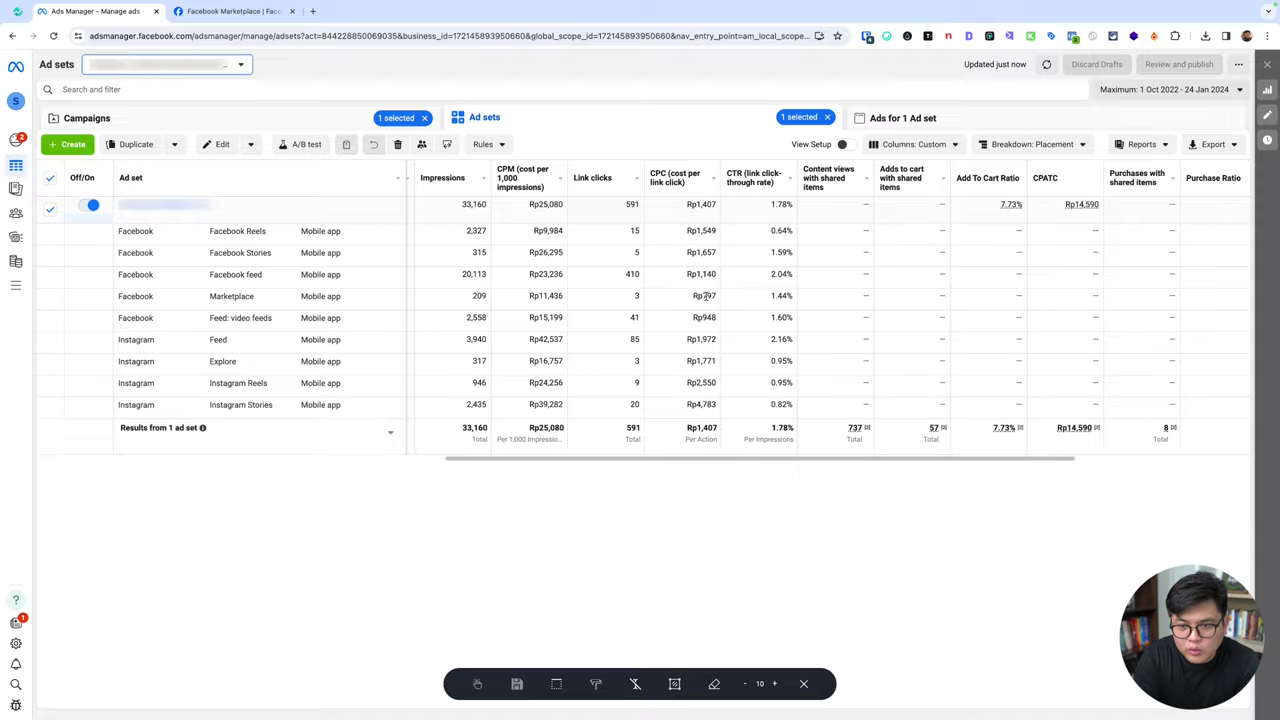 Ads Manager - Manage ads - 
Facebook Marketplace | Face
adsmanager.facebook.com/adsmanager/manage/adsets?act=844228850069035&business_id=172145893950660&global_scope_id=172145893950660&nav_entry_point=am_local_scope...
Ad sets
Updated just now
Discard Drafts
Review and publish
Search and filter
Maximum: 1 Oct 2022 - 24 Jan 2024
Campaigns
1 selected
Ad sets
1 selected
Ads for 1 Ad set
+ Create
Duplicate
Edit
A/B test
Rules
View Setup
Columns: Custom
Breakdown: Placement
Reports
Export
Off/On Ad set Impressions CPM (cost per 1,000 impressions) Link clicks CPC (cost per link click) CTR (link click-through rate) Content views with shared items Adds to cart with shared items Add To Cart Ratio CPATC Purchases with shared items Purchase Ratio
33,160 Rp25,080 591 Rp1,407 1.78% — — 7.73% Rp14,590 —
Facebook Facebook Reels Mobile app 2,327 Rp9,984 15 Rp1,549 0.64% — — — — —
Facebook Facebook Stories Mobile app 315 Rp26,295 5 Rp1,657 1.59% — — — — —
Facebook Facebook feed Mobile app 20,113 Rp23,236 410 Rp1,140 2.04% — — — — —
Facebook Marketplace Mobile app 209 Rp11,436 3 1.44% — — — — —
Facebook Feed: video feeds Mobile app 2,558 Rp15,199 41 Rp948 1.60% — — — — —
Instagram Feed Mobile app 3,940 Rp42,537 85 Rp1,972 2.16% — — — — —
Instagram Explore Mobile app 317 Rp16,757 3 Rp1,771 0.95% — — — — —
Instagram Instagram Reels Mobile app 946 Rp24,256 9 Rp2,550 0.95% — — — — —
Instagram Instagram Stories Mobile app 2,435 Rp39,282 20 Rp4,783 0.82% — — — — —
Results from 1 ad set 33,160 Rp25,080 591 Rp1,407 1.78% 737 [2] 57 [2] 7.73% [2] Rp14,590 [2] 8 [2]
Total Per 1,000 Impressio... Total Per Action Per Impressions Total Total Total
- 10 +